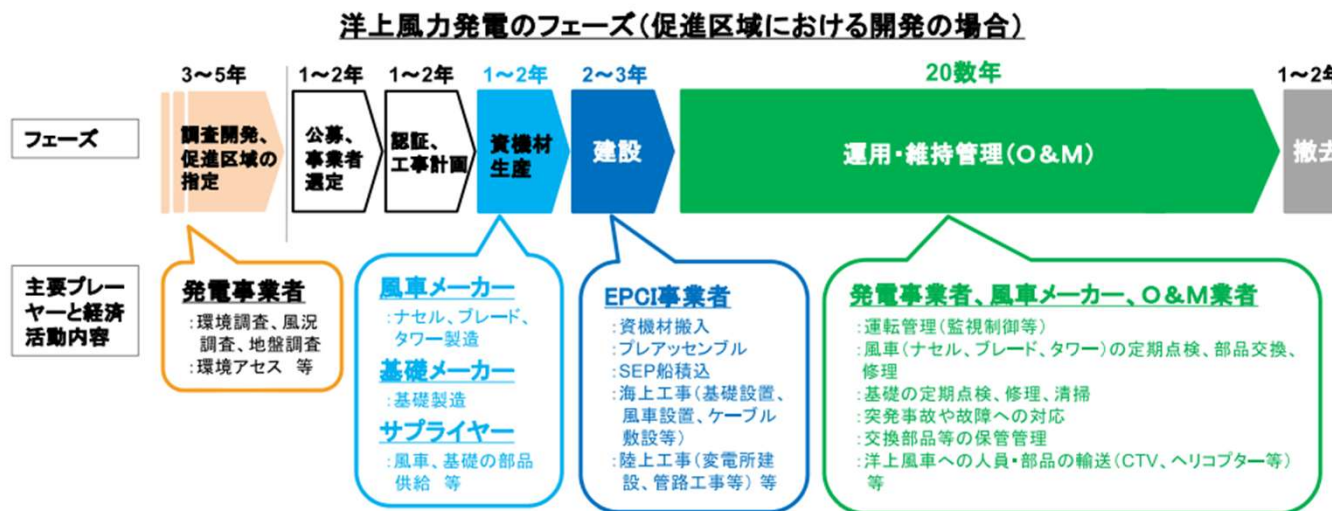 洋上風力発電のフェーズ(促進区域における開発の場合)
3～5年
1～2年
1～2年
1～2年
2～3年
20数年
1～2年
フェーズ
調査開発、
促進区域の
指定
公募、
事業者
選定
認証、
工事計画
資機材
生産
建設
運用・維持管理(O&M)
撤去
主要プレー
ヤーと経済
活動内容
発電事業者
:環境調査、風況
調査、地盤調査
:環境アセス 等
風車メーカー
:ナセル、ブレード、
タワー製造
基礎メーカー
:基礎製造
サプライヤー
:風車、基礎の部品
供給 等
EPCI事業者
:資機材搬入
:プレアッセンブル
:SEP船積込
:海上工事(基礎設置、
風車設置、ケーブル
敷設等)
:陸上工事(変電所建
設、管路工事等) 等
発電事業者、風車メーカー、O&M業者
:運転管理(監視制御等)
:風車(ナセル、ブレード、タワー)の定期点検、部品交換、
修理
:基礎の定期点検、修理、清掃
:突発事故や故障への対応
:交換部品等の保管管理
:洋上風車への人員・部品の輸送(CTV、ヘリコプター等)
等